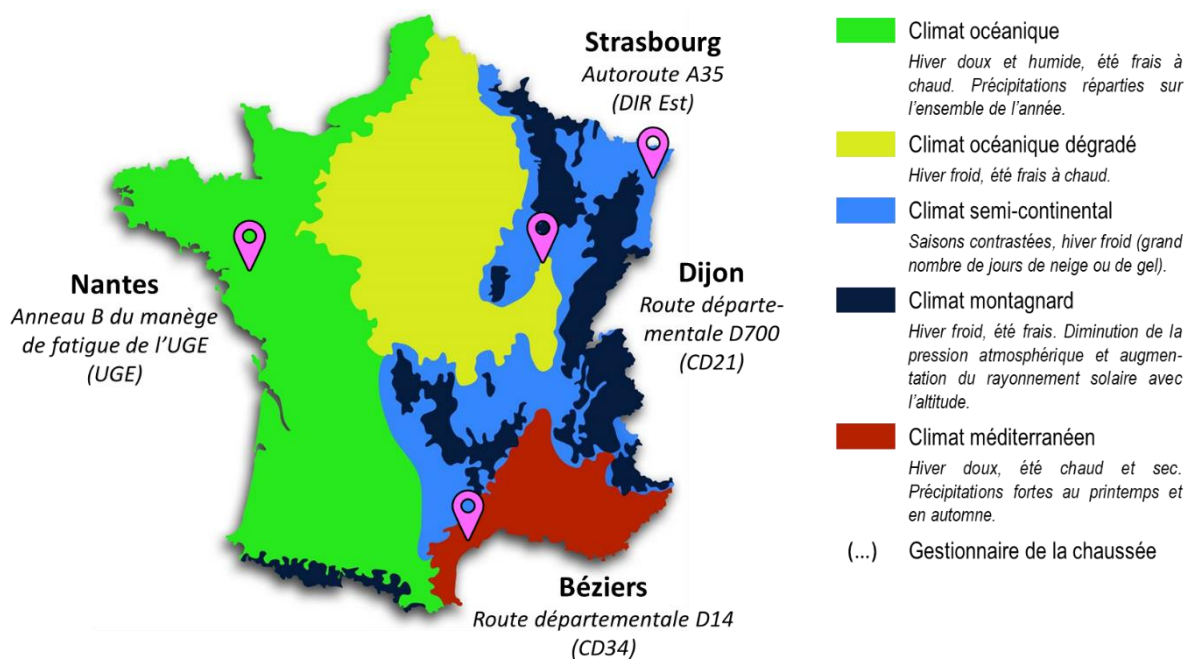 Strasbourg
Autoroute A35
(DIR Est)
Nantes
Anneau B du manège
de fatigue de l’UGE
(UGE)
Dijon
Route départe-
mentale D700
(CD21)
Béziers
Route départementale D14
(CD34)
Climat océanique
Hiver doux et humide, été frais à
chaud. Précipitations réparties sur
l’ensemble de l’année.
Climat océanique dégradé
Hiver froid, été frais à chaud.
Climat semi-continental
Saisons contrastées, hiver froid (grand
nombre de jours de neige ou de gel).
Climat montagnard
Hiver froid, été frais. Diminution de la
pression atmosphérique et augmen-
tation du rayonnement solaire avec
l’altitude.
Climat méditerranéen
Hiver doux, été chaud et sec.
Précipitations fortes au printemps et
en automne.
(...) Gestionnaire de la chaussée